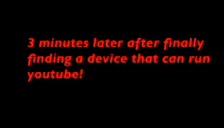 3 minutes later after finally
finding a device that can run
youtube!